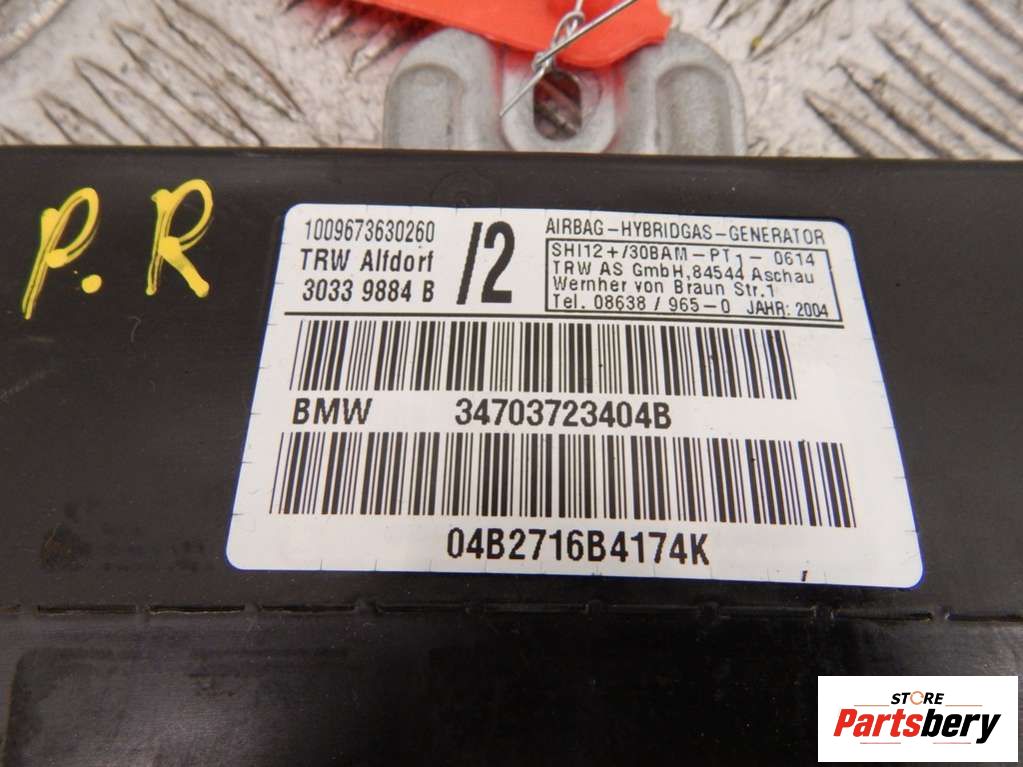 P.R
1009673630260
TRW Alfdorf
3033 9884 B
/2
AIRBAG-HYBRIDGAS-GENERATOR
SHI12+/30BAM-PT1-0614
TRW AS GmbH,84544 Aschau
Wernher von Braun Str.1
Tel. 08638/965-0 JAHR: 2004
BMW 34703723404B
04B2716B4174K
STORE
Partsbery